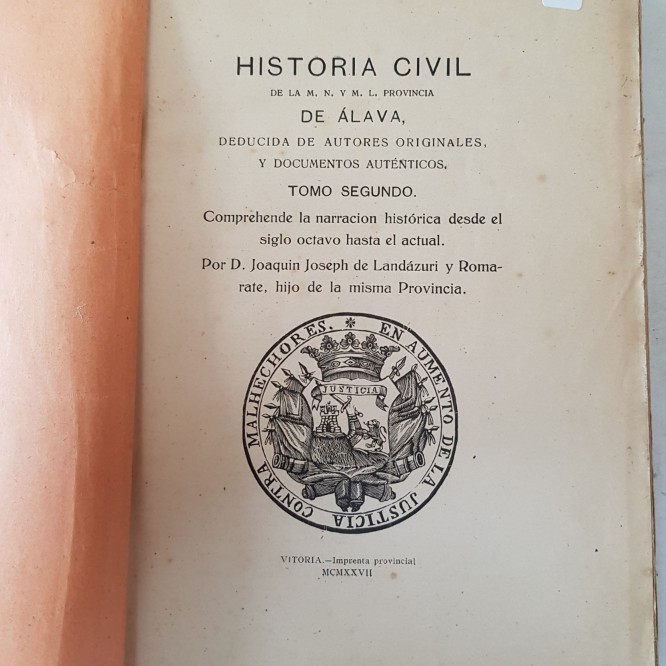 HISTORIA CIVIL
DE LA M. N. Y M. L. PROVINCIA
DE ÁLAVA,
DEDUCIDA DE AUTORES ORIGINALES,
Y DOCUMENTOS AUTÉNTICOS.
TOMO SEGUNDO.
Comprehende la narracion histórica desde el
siglo octavo hasta el actual.
Por D. Joaquin Joseph de Landázuri y Roma-
rate, hijo de la misma Provincia.
EN AUMENTO DE LA JUSTICIA CONTRA MALHECHORES.
JUSTICIA
VITORIA.—Imprenta provincial
MCMXXVII